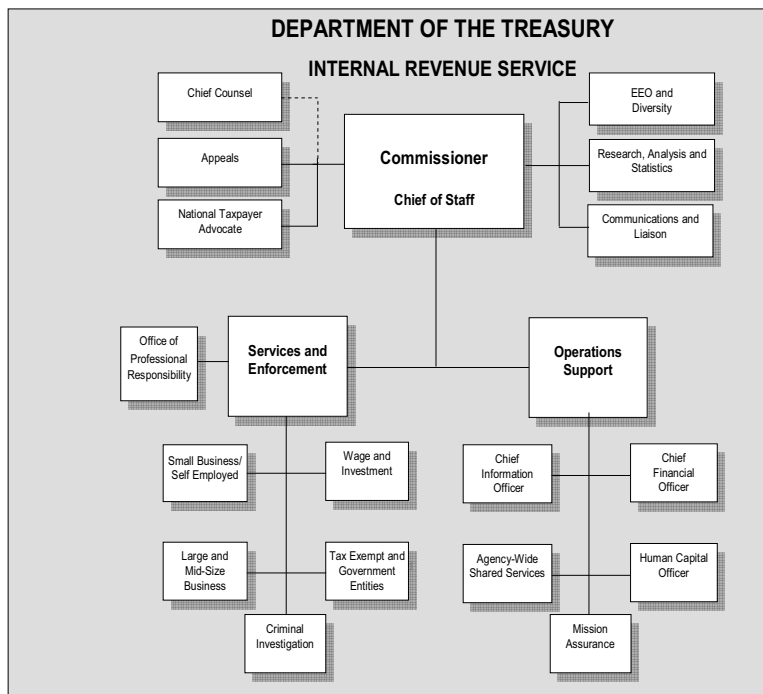 DEPARTMENT OF THE TREASURY
INTERNAL REVENUE SERVICE
Chief Counsel
Appeals
National Taxpayer
Advocate
Commissioner
Chief of Staff
EEO and
Diversity
Research, Analysis and
Statistics
Communications and
Liaison
Office of
Professional
Responsibility
Services and
Enforcement
Operations
Support
Small Business/
Self Employed
Wage and
Investment
Large and
Mid-Size
Business
Tax Exempt and
Government
Entities
Criminal
Investigation
Chief
Information
Officer
Chief
Financial
Officer
Agency-Wide
Shared Services
Human Capital
Officer
Mission
Assurance